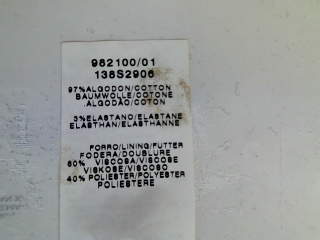 982100/01
136S2906
97%ALGODON/COTTON
BAUMWOLLE/COTONE
ALGODAO/COTON
3%ELASTANO/ELASTANE
ELASTHAN/ELASTHANNE
FORRO/LINING/FUTTER
FODERA/DOUBLURE
60% VISCOSA/VISCOSE
VISKOSE/VISCOSO
40% POLIESTER/POLYESTER
POLIESTERE